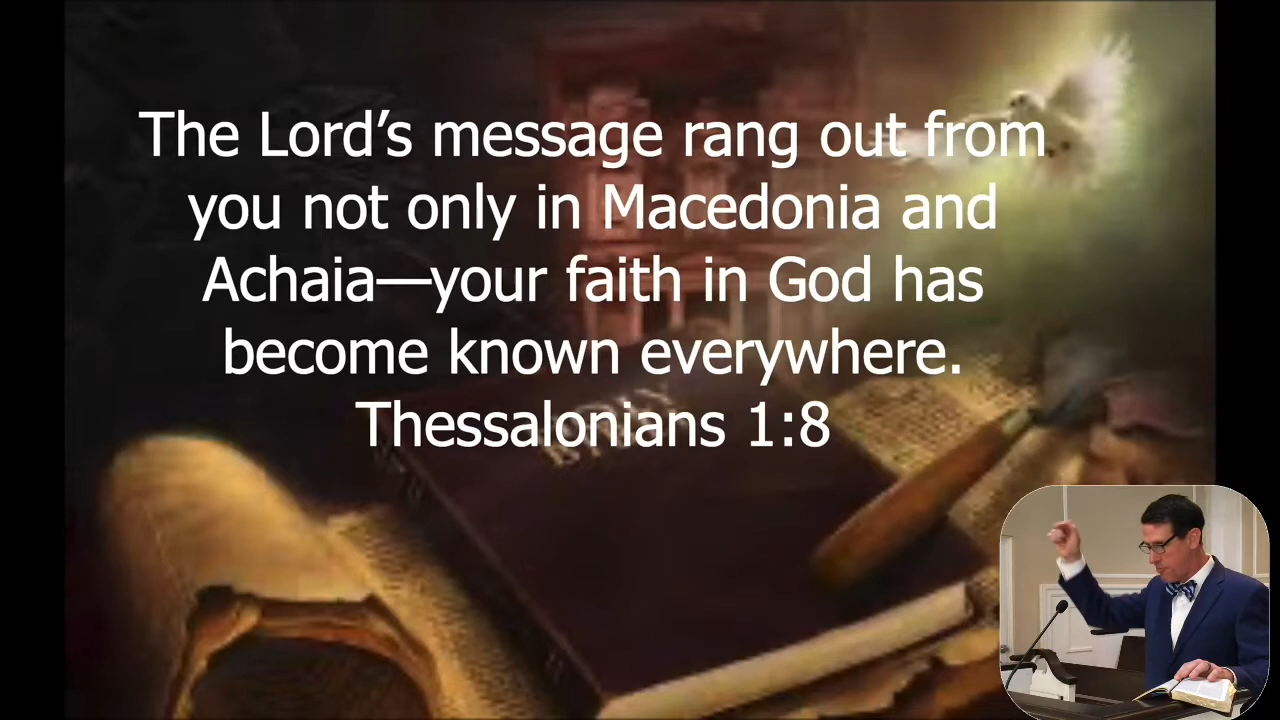 The Lord’s message rang out from
you not only in Macedonia and
Achaia—your faith in God has
become known everywhere.
Thessalonians 1:8